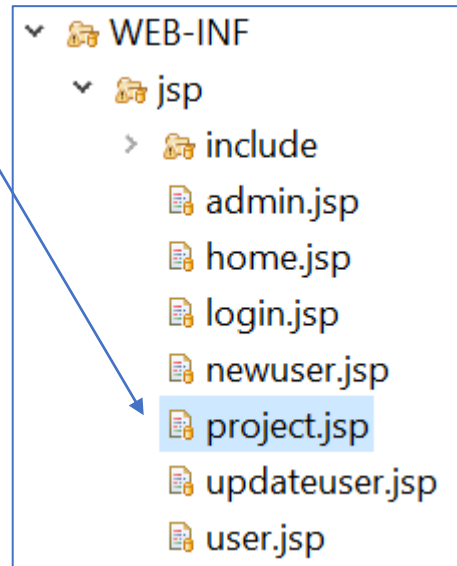 WEB-INF
jsp
include
admin.jsp
home.jsp
login.jsp
newuser.jsp
project.jsp
updateuser.jsp
user.jsp